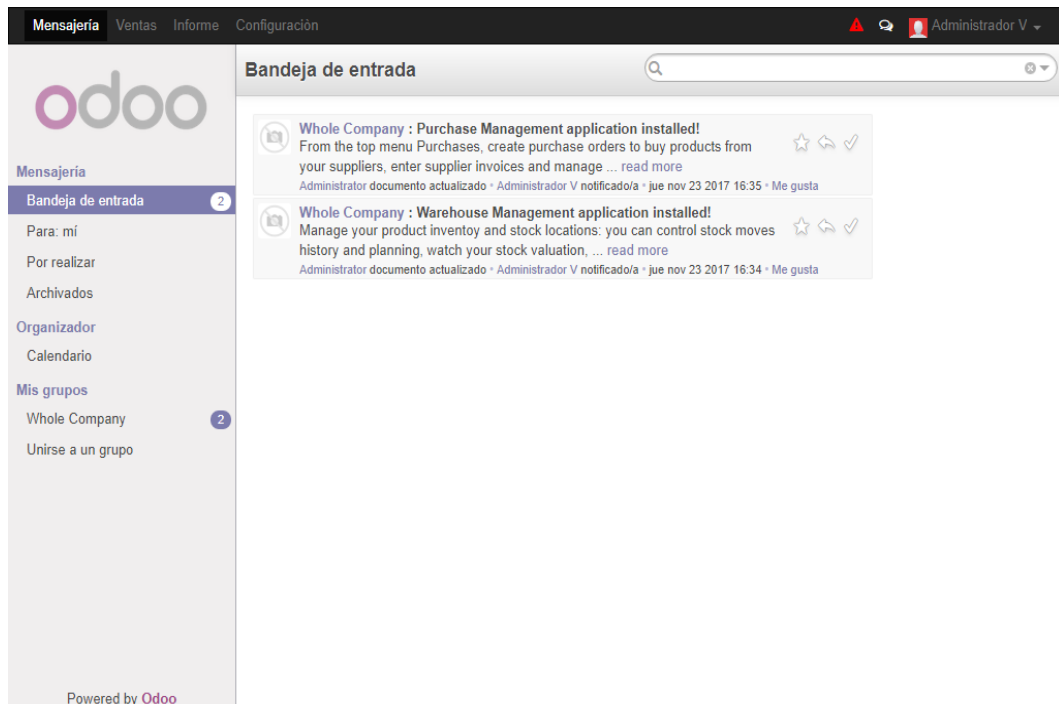 Mensajería Ventas Informe Configuración Administrador V
odoo
Mensajería
Bandeja de entrada 2
Para: mí
Por realizar
Archivados
Organizador
Calendario
Mis grupos
Whole Company 2
Unirse a un grupo
Powered by Odoo
Bandeja de entrada
Whole Company : Purchase Management application installed!
From the top menu Purchases, create purchase orders to buy products from
your suppliers, enter supplier invoices and manage ... read more
Administrator documento actualizado • Administrador V notificado/a • jue nov 23 2017 16:35 • Me gusta
Whole Company : Warehouse Management application installed!
Manage your product inventoy and stock locations: you can control stock moves
history and planning, watch your stock valuation, ... read more
Administrator documento actualizado • Administrador V notificado/a • jue nov 23 2017 16:34 • Me gusta